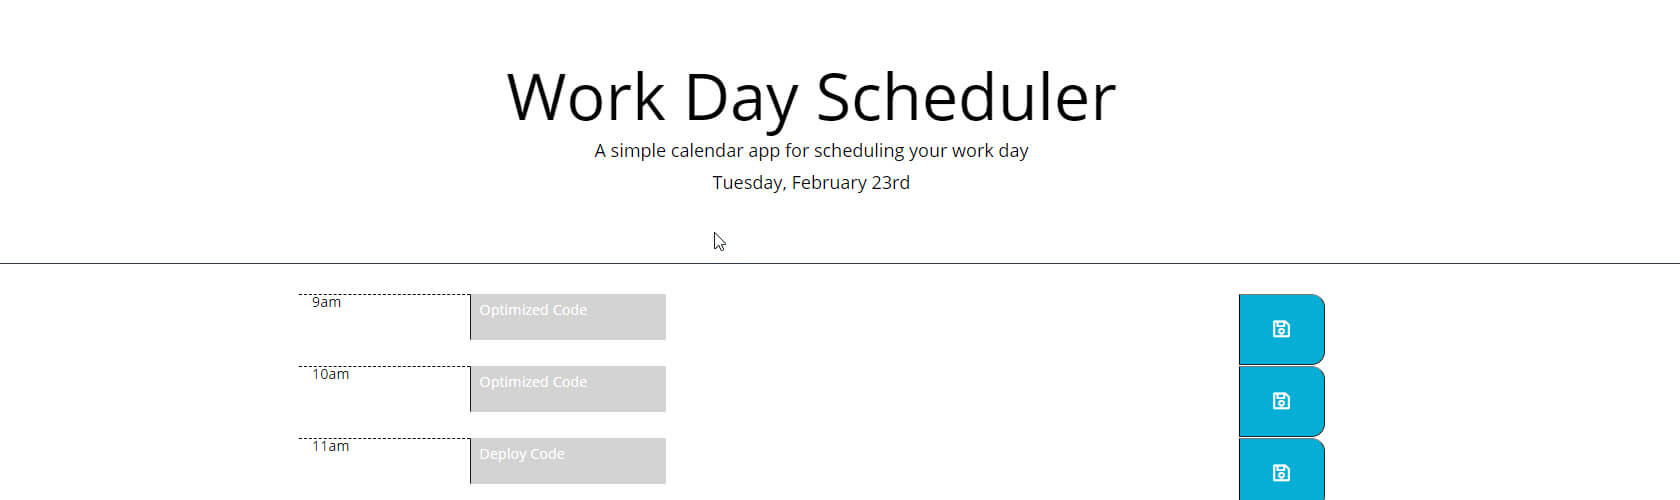 Work Day Scheduler
A simple calendar app for scheduling your work day
Tuesday, February 23rd
9am
Optimized Code
10am
Optimized Code
11am
Deploy Code